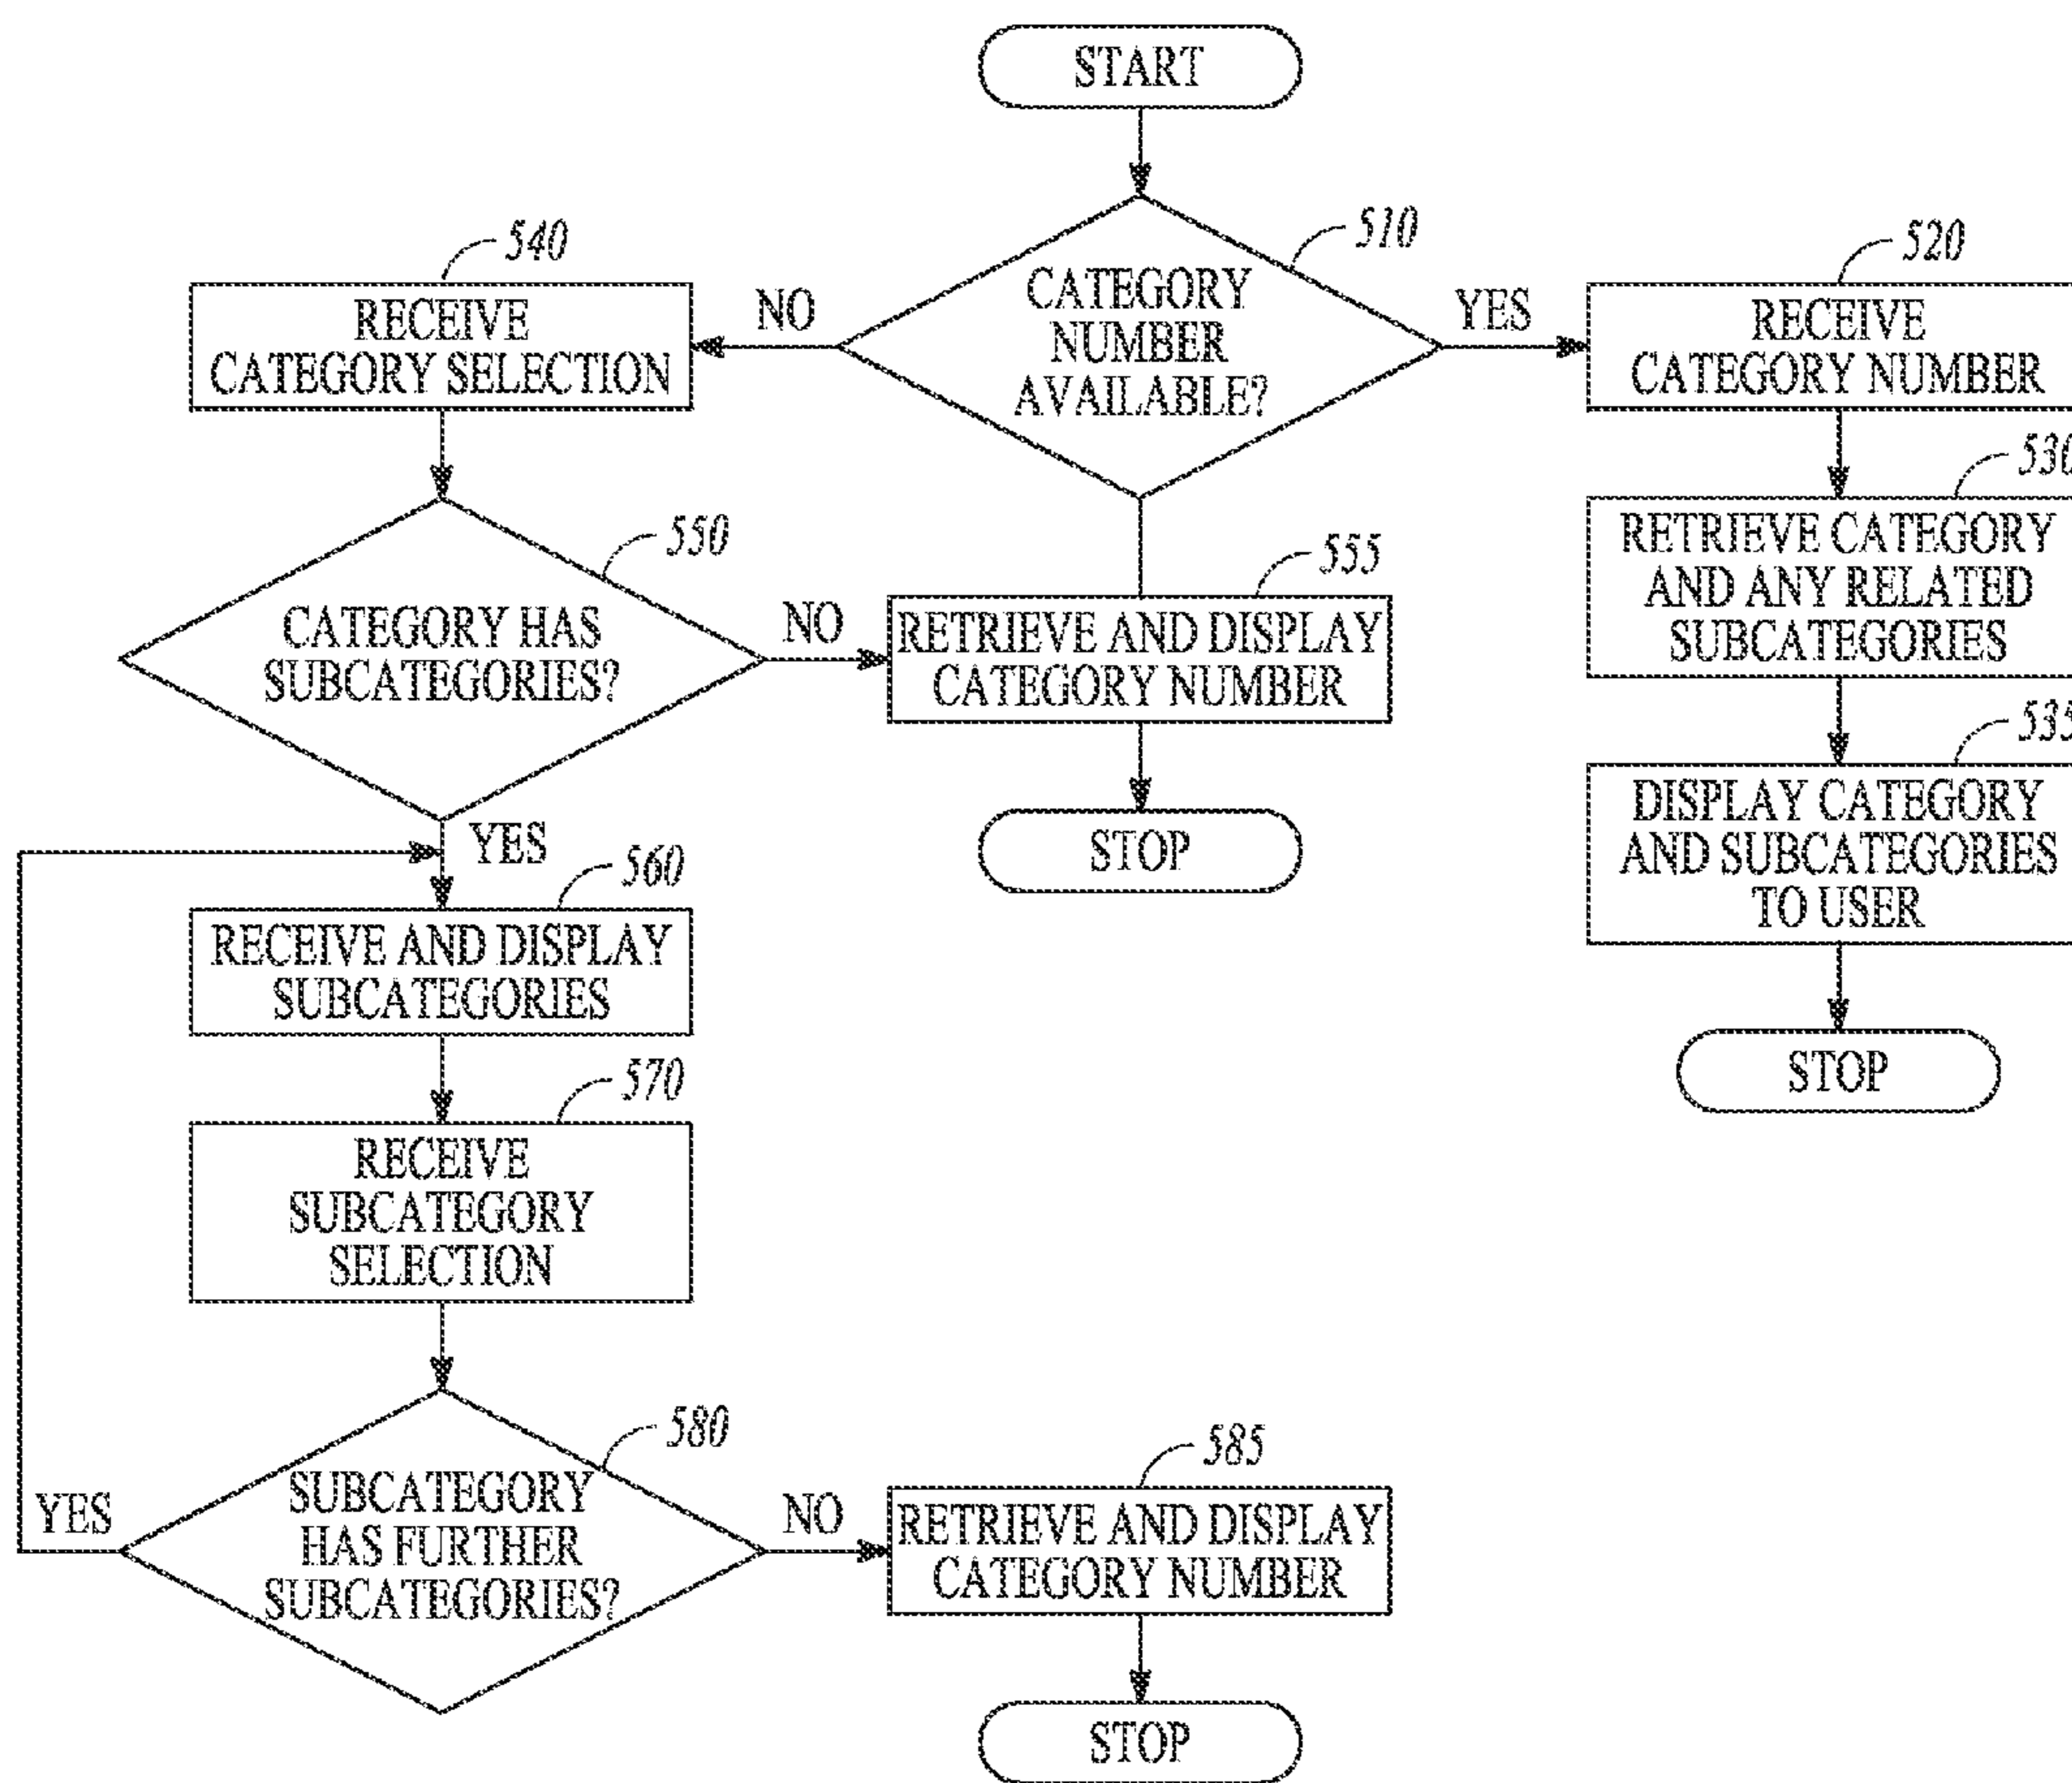 START
510
CATEGORY
NUMBER
AVAILABLE?
NO
YES
540
RECEIVE
CATEGORY SELECTION
520
RECEIVE
CATEGORY NUMBER
530
RETRIEVE CATEGORY
AND ANY RELATED
SUBCATEGORIES
535
DISPLAY CATEGORY
AND SUBCATEGORIES
TO USER
STOP
550
CATEGORY HAS
SUBCATEGORIES?
NO
555
RETRIEVE AND DISPLAY
CATEGORY NUMBER
STOP
YES
560
RECEIVE AND DISPLAY
SUBCATEGORIES
570
RECEIVE
SUBCATEGORY
SELECTION
580
SUBCATEGORY
HAS FURTHER
SUBCATEGORIES?
YES
NO
585
RETRIEVE AND DISPLAY
CATEGORY NUMBER
STOP